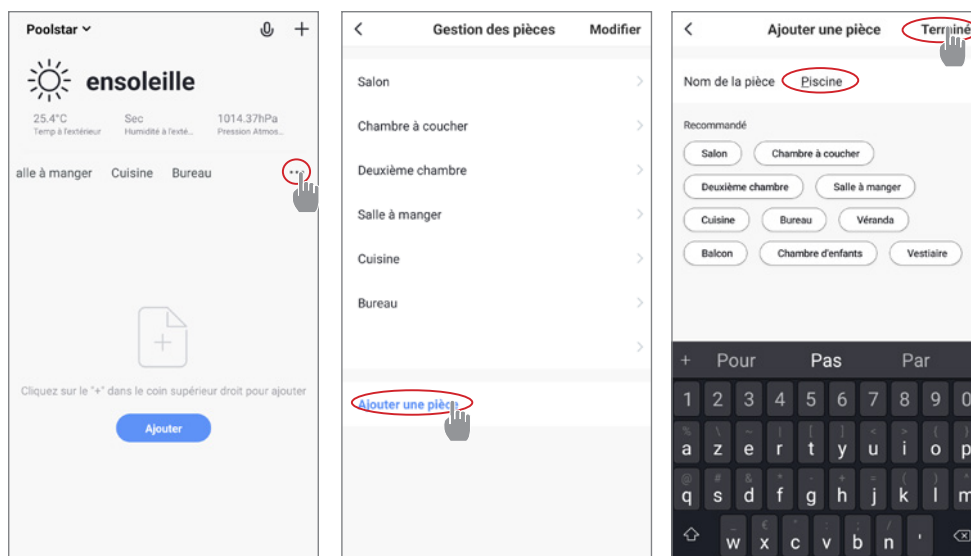 Poolstar
ensoleille
25.4°C Sec 1014.37hPa
Temp à l'extérieur Humidité à l'exté... Pression Atmos...
alle à manger Cuisine Bureau ...
Cliquez sur le "+" dans le coin supérieur droit pour ajouter
Ajouter
Gestion des pièces Modifier
Salon
Chambre à coucher
Deuxième chambre
Salle à manger
Cuisine
Bureau
Ajouter une pièce
Ajouter une pièce Terminé
Nom de la pièce Piscine
Recommandé
Salon Chambre à coucher
Deuxième chambre Salle à manger
Cuisine Bureau Véranda
Balcon Chambre d'enfants Vestiaire
+ Pour Pas Par
1 2 3 4 5 6 7 8 9 0
a z e r t y u i o p
q s d f g h j k l m
w x c v b n '